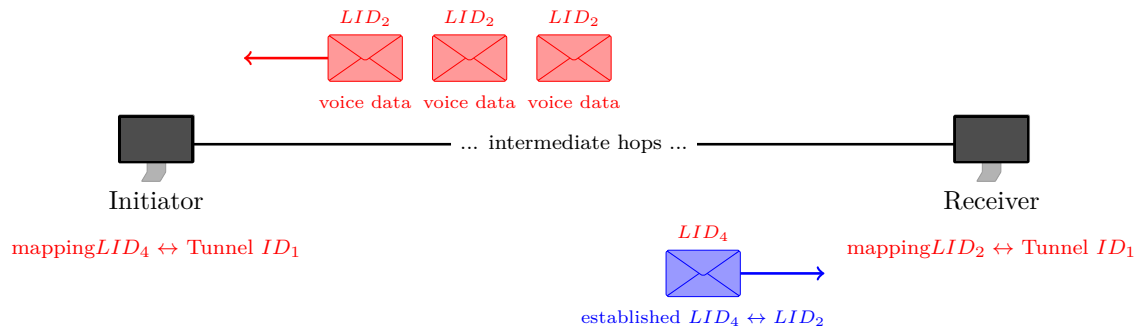 LID₂ LID₂ LID₂
voice data voice data voice data
... intermediate hops ...
Initiator Receiver
mappingLID₄ ↔ Tunnel ID₁ mappingLID₂ ↔ Tunnel ID₁
LID₄
established LID₄ ↔ LID₂